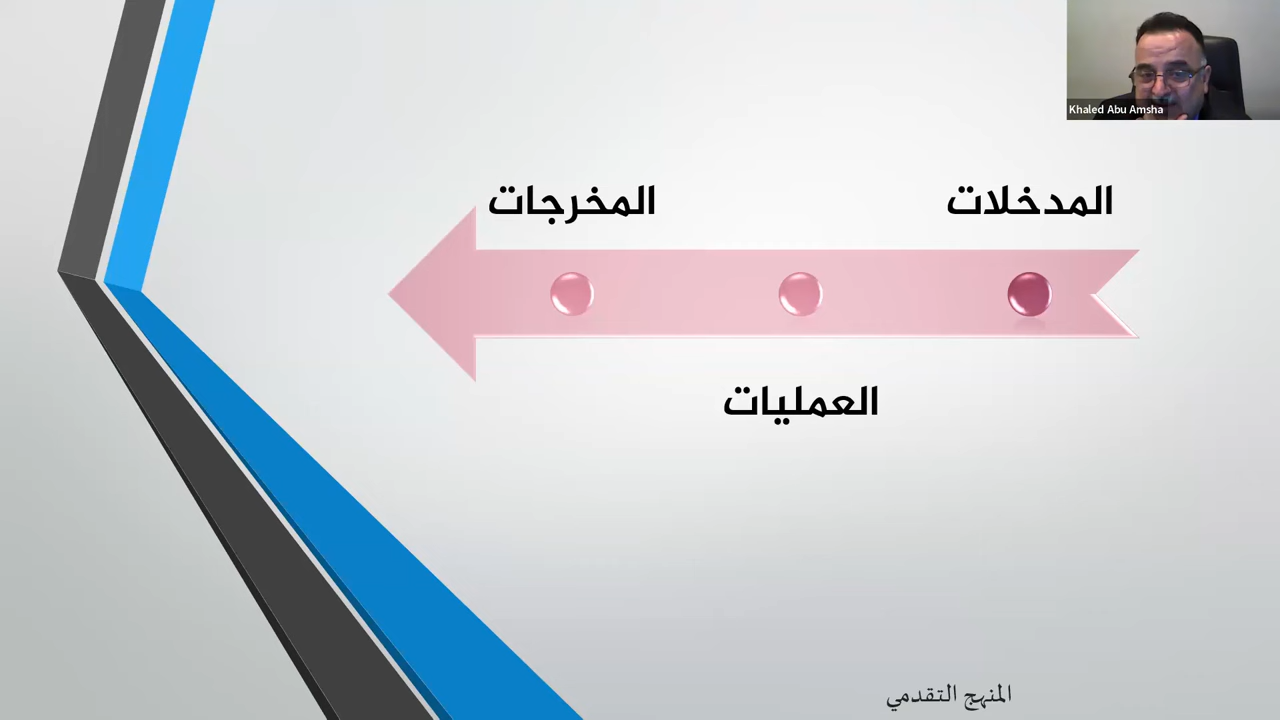 Khaled Abu Amsha
المدخلات
المخرجات
العمليات
المنهج التقدمي